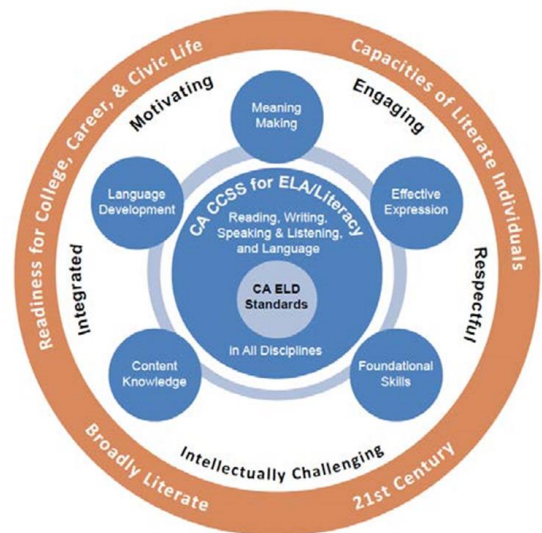 Readiness for College, Career, & Civic Life
Capacities of Literate Individuals
Motivating
Engaging
Meaning
Making
Language
Development
Effective
Expression
CA CCSS for ELA/Literacy
Reading, Writing,
Speaking & Listening,
and Language
CA ELD
Standards
in All Disciplines
Integrated
Respectful
Content
Knowledge
Foundational
Skills
Intellectually Challenging
Broadly Literate
21st Century